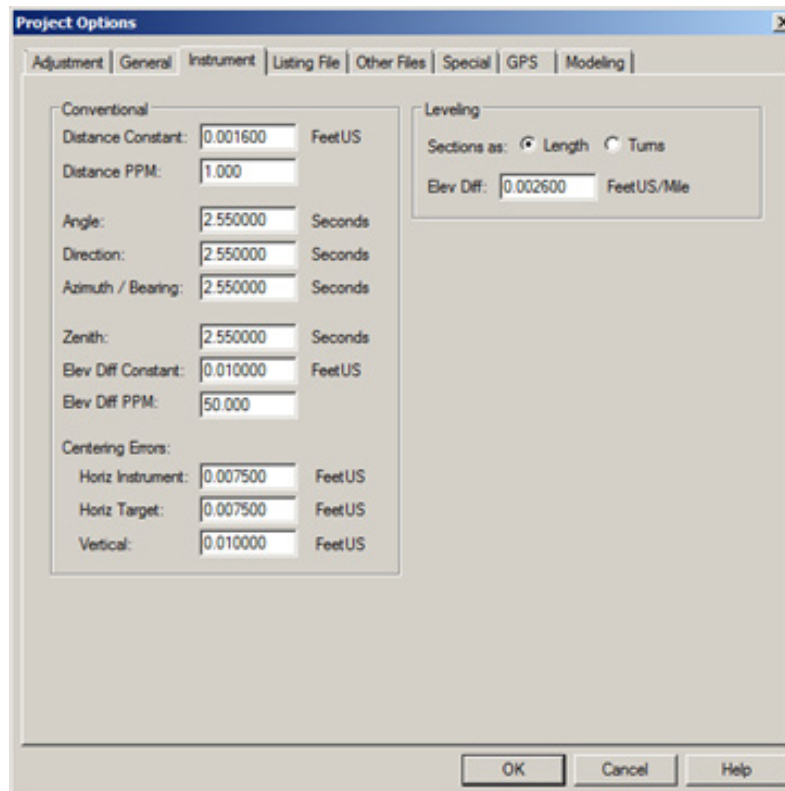 Project Options
Adjustment General Instrument Listing File Other Files Special GPS Modeling
Conventional
Distance Constant: 0.001600 FeetUS
Distance PPM: 1.000
Angle: 2.550000 Seconds
Direction: 2.550000 Seconds
Azimuth / Bearing: 2.550000 Seconds
Zenith: 2.550000 Seconds
Elev Diff Constant: 0.010000 FeetUS
Elev Diff PPM: 50.000
Centering Errors:
Horiz Instrument: 0.007500 FeetUS
Horiz Target: 0.007500 FeetUS
Vertical: 0.010000 FeetUS
Leveling
Sections as: Length Turns
Elev Diff: 0.002600 FeetUS/Mile
OK Cancel Help